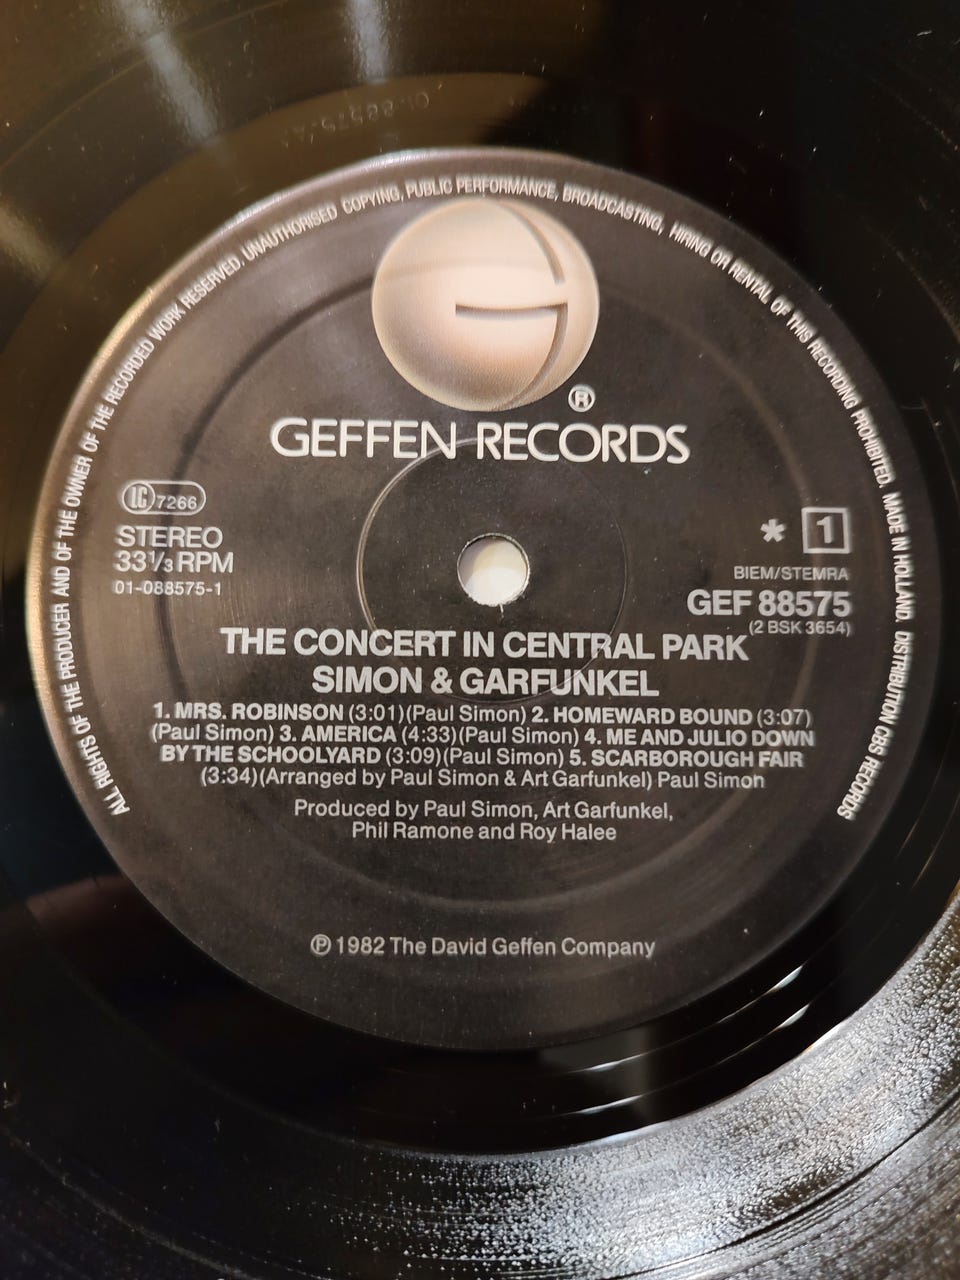 ALL RIGHTS OF THE PRODUCER AND OF THE OWNER OF THE RECORDED WORK RESERVED. UNAUTHORISED COPYING, PUBLIC PERFORMANCE, BROADCASTING, HIRING OR RENTAL OF THIS RECORDING PROHIBITED. MADE IN HOLLAND. DISTRIBUTION CBS RECORDS
®
GEFFEN RECORDS
LC 7266
STEREO
33⅓ RPM
01-088575-1
* 1
BIEM/STEMRA
GEF 88575
(2 BSK 3654)
THE CONCERT IN CENTRAL PARK
SIMON & GARFUNKEL
1. MRS. ROBINSON (3:01)(Paul Simon) 2. HOMEWARD BOUND (3:07)
(Paul Simon) 3. AMERICA (4:33)(Paul Simon) 4. ME AND JULIO DOWN
BY THE SCHOOLYARD (3:09)(Paul Simon) 5. SCARBOROUGH FAIR
(3:34)(Arranged by Paul Simon & Art Garfunkel) Paul Simon
Produced by Paul Simon, Art Garfunkel,
Phil Ramone and Roy Halee
℗ 1982 The David Geffen Company